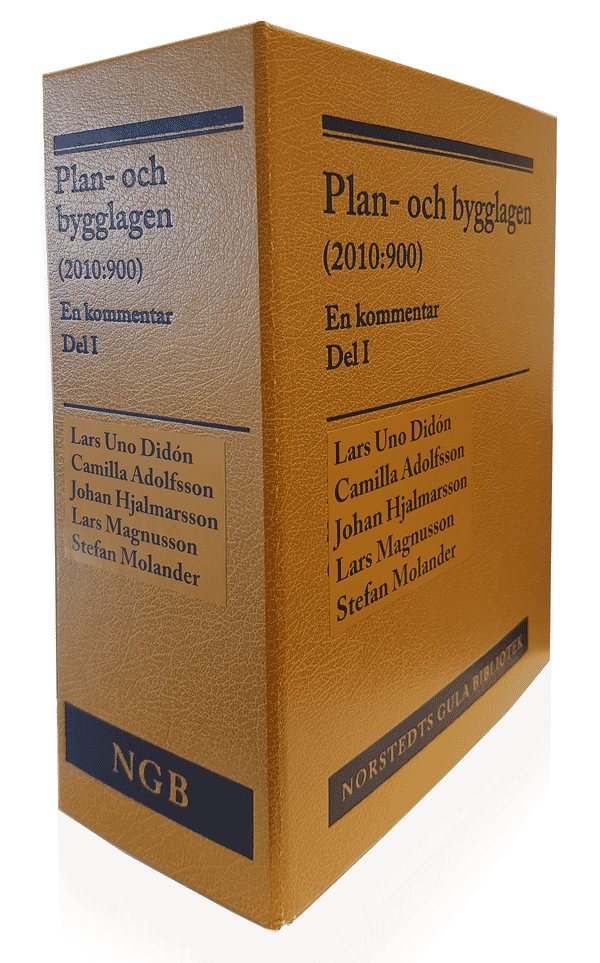 Plan- och
bygglagen
(2010:900)
En kommentar
Del I
Lars Uno Didón
Camilla Adolfsson
Johan Hjalmarsson
Lars Magnusson
Stefan Molander
NGB
Plan- och bygglagen
(2010:900)
En kommentar
Del I
Lars Uno Didón
Camilla Adolfsson
Johan Hjalmarsson
Lars Magnusson
Stefan Molander
NORSTEDTS GULA BIBLIOTEK